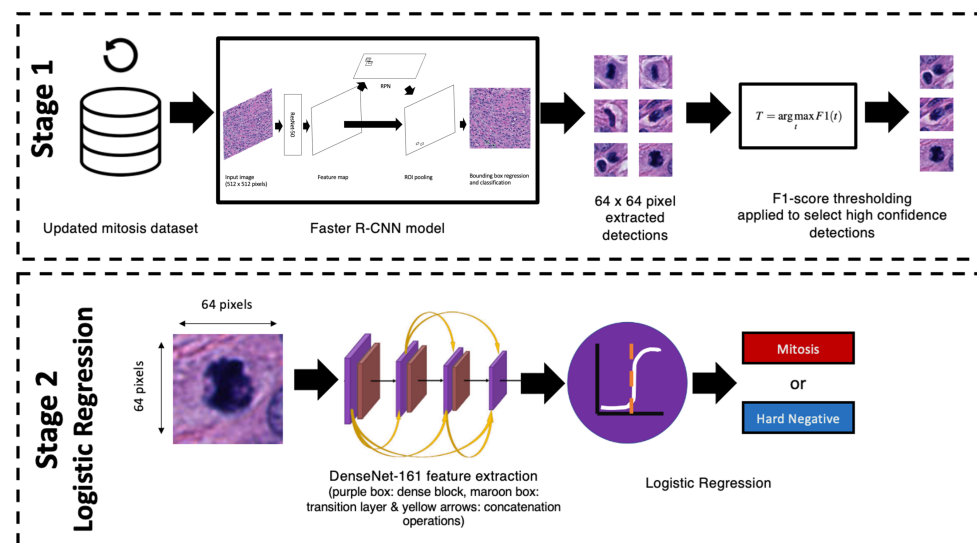 Stage 1
Updated mitosis dataset
Input image
(512 x 512 pixels)
ResNet-50
Feature map
RPN
ROI pooling
Bounding box regression
and classification
Faster R-CNN model
64 x 64 pixel
extracted
detections
T = arg max F1(t)
t
F1-score thresholding
applied to select high confidence
detections
Stage 2
Logistic Regression
64 pixels
64 pixels
DenseNet-161 feature extraction
(purple box: dense block, maroon box:
transition layer & yellow arrows: concatenation
operations)
Logistic Regression
Mitosis
or
Hard Negative